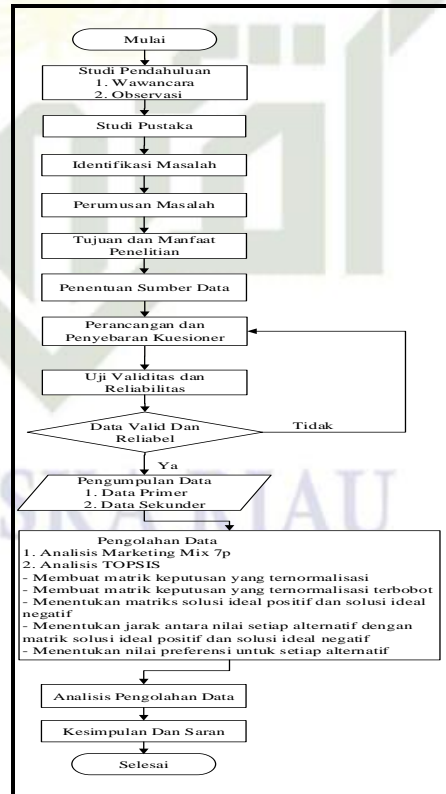 Mulai
Studi Pendahuluan
1. Wawancara
2. Observasi
Studi Pustaka
Identifikasi Masalah
Perumusan Masalah
Tujuan dan Manfaat
Penelitian
Penentuan Sumber Data
Perancangan dan
Penyebaran Kuesioner
Uji Validitas dan
Reliabilitas
Data Valid Dan
Reliabel
Tidak
Ya
Pengumpulan Data
1. Data Primer
2. Data Sekunder
Pengolahan Data
1. Analisis Marketing Mix 7p
2. Analisis TOPSIS
- Membuat matrik keputusan yang ternormalisasi
- Membuat matrik keputusan yang ternormalisasi terbobot
- Menentukan matriks solusi ideal positif dan solusi ideal
negatif
- Menentukan jarak antara nilai setiap alternatif dengan
matrik solusi ideal positif dan solusi ideal negatif
- Menentukan nilai preferensi untuk setiap alternatif
Analisis Pengolahan Data
Kesimpulan Dan Saran
Selesai
RIAU